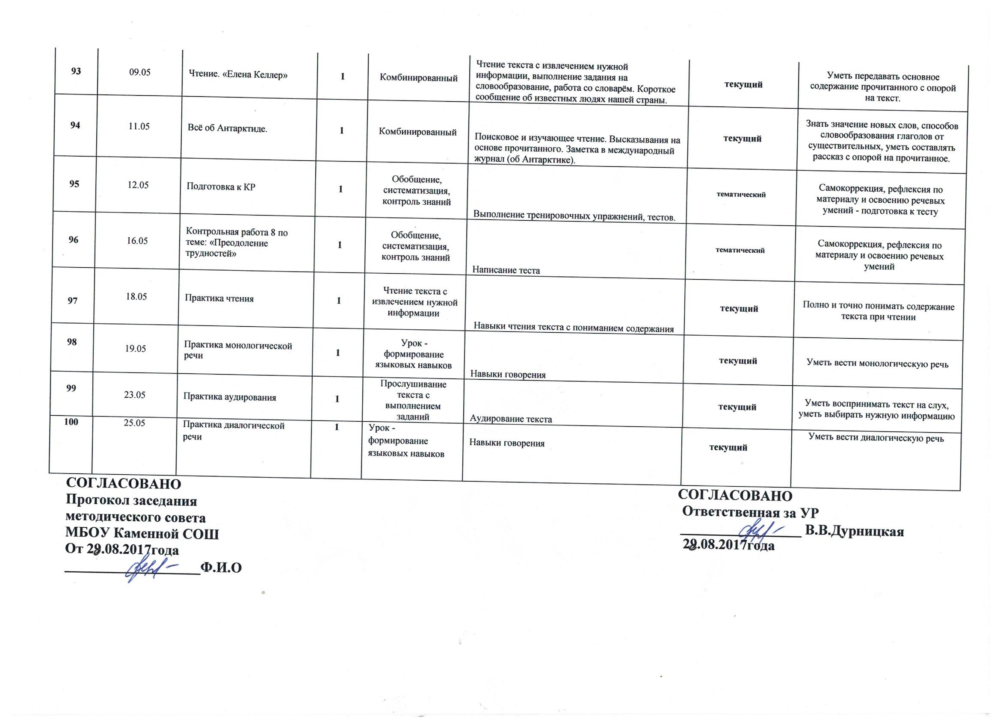 93
09.05
Чтение. «Елена Келлер»
1
Комбинированный
Чтение текста с извлечением нужной
информации, выполнение задания на
словообразование, работа со словарём. Короткое
сообщение об известных людях нашей страны.
текущий
Уметь передавать основное
содержание прочитанного с опорой
на текст.
94
11.05
Всё об Антарктиде.
1
Комбинированный
Поисковое и изучающее чтение. Высказывания на
основе прочитанного. Заметка в международный
журнал (об Антарктике).
текущий
Знать значение новых слов, способов
словообразования глаголов от
существительных, уметь составлять
рассказ с опорой на прочитанное.
95
12.05
Подготовка к КР
1
Обобщение,
систематизация,
контроль знаний
Выполнение тренировочных упражнений, тестов.
тематический
Самокоррекция, рефлексия по
материалу и освоению речевых
умений - подготовка к тесту
96
16.05
Контрольная работа 8 по
теме: «Преодоление
трудностей»
1
Обобщение,
систематизация,
контроль знаний
Написание теста
тематический
Самокоррекция, рефлексия по
материалу и освоению речевых
умений
97
18.05
Практика чтения
1
Чтение текста с
извлечением нужной
информации
Навыки чтения текста с пониманием содержания
текущий
Полно и точно понимать содержание
текста при чтении
98
19.05
Практика монологической
речи
1
Урок -
формирование
языковых навыков
Навыки говорения
текущий
Уметь вести монологическую речь
99
23.05
Практика аудирования
1
Прослушивание
текста с
выполнением
заданий
Аудирование текста
текущий
Уметь воспринимать текст на слух,
уметь выбирать нужную информацию
100
25.05
Практика диалогической
речи
1
Урок -
формирование
языковых навыков
Навыки говорения
текущий
Уметь вести диалогическую речь
СОГЛАСОВАНО
Протокол заседания
методического совета
МБОУ Каменной СОШ
От 28.08.2017года
Ф.И.О
СОГЛАСОВАНО
Ответственная за УР
В.В.Дурницкая
28.08.2017года